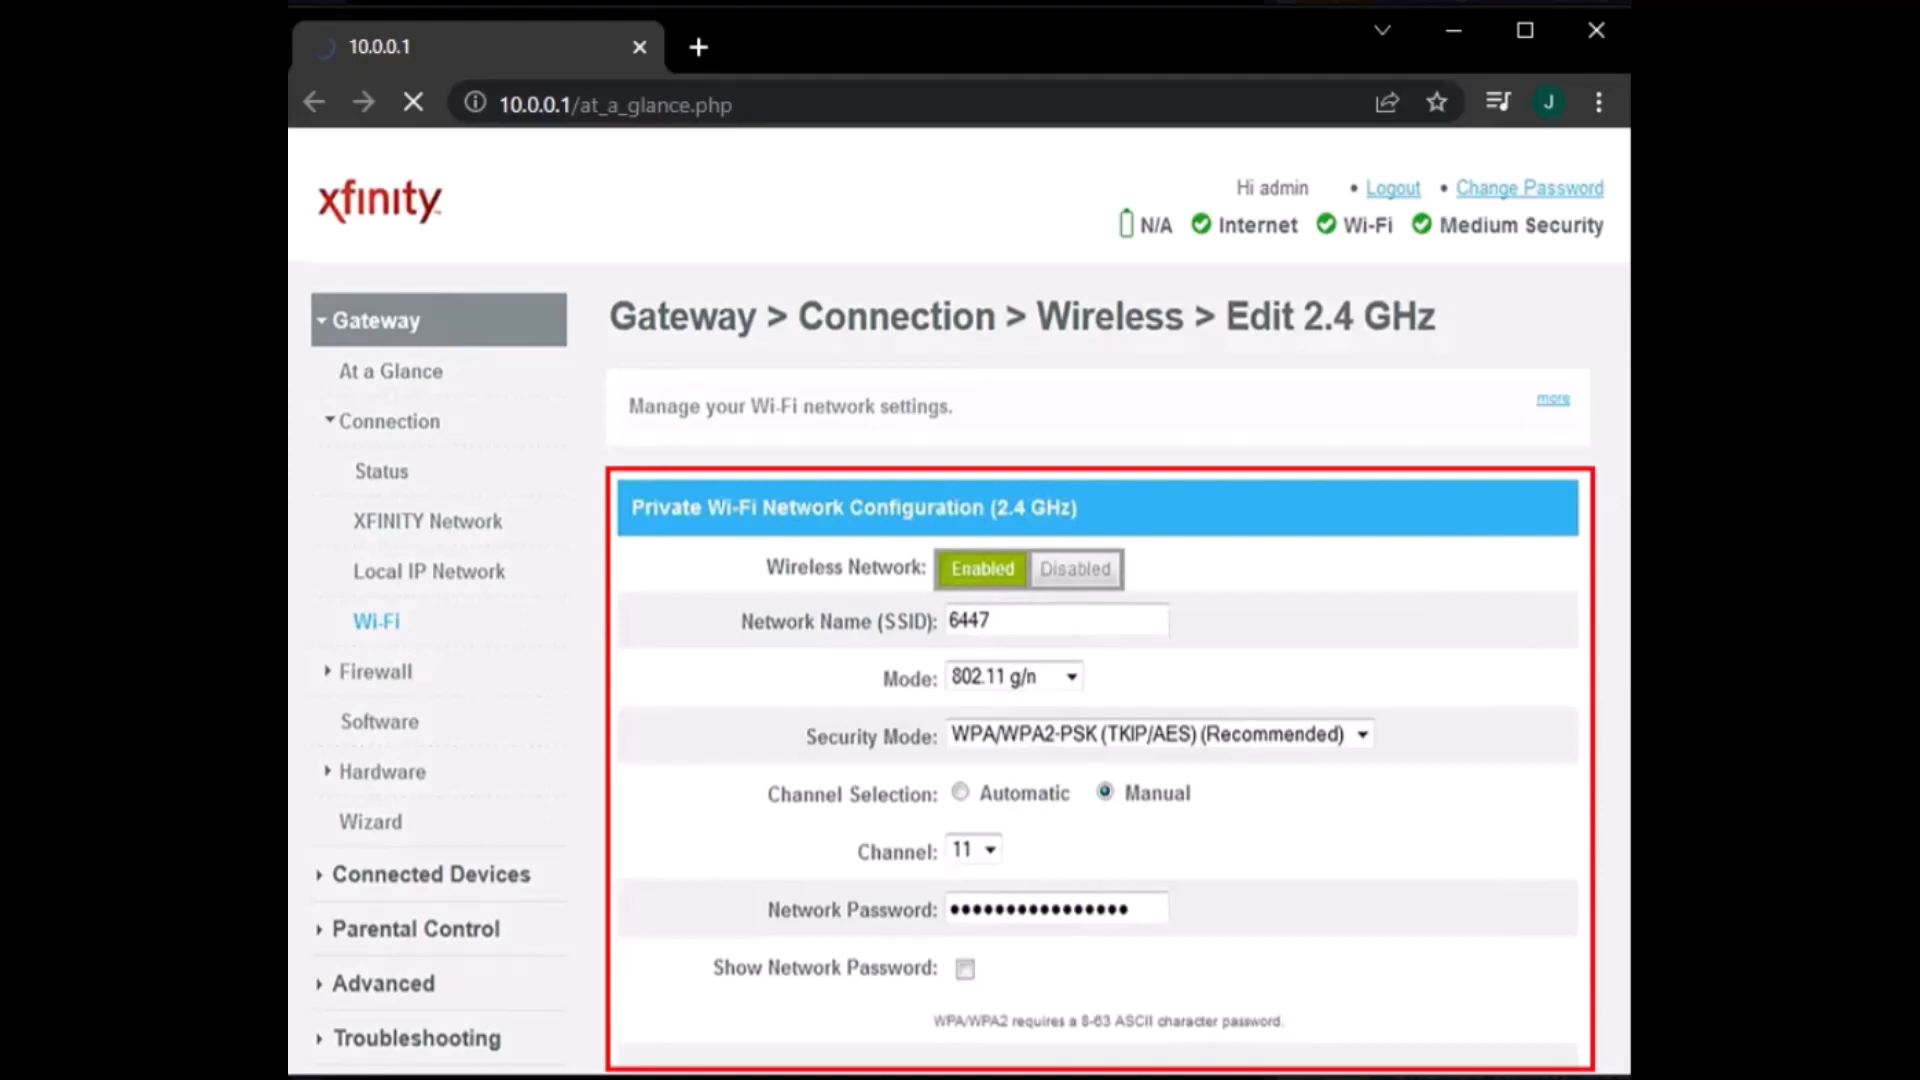 10.0.0.1
10.0.0.1/at_a_glance.php
J
xfinity
Hi admin • Logout • Change Password
N/A Internet Wi-Fi Medium Security
Gateway
At a Glance
Connection
Status
XFINITY Network
Local IP Network
Wi-Fi
Firewall
Software
Hardware
Wizard
Connected Devices
Parental Control
Advanced
Troubleshooting
Gateway > Connection > Wireless > Edit 2.4 GHz
Manage your Wi-Fi network settings. more
Private Wi-Fi Network Configuration (2.4 GHz)
Wireless Network: Enabled Disabled
Network Name (SSID): 6447
Mode: 802.11 g/n
Security Mode: WPA/WPA2-PSK (TKIP/AES) (Recommended)
Channel Selection: Automatic Manual
Channel: 11
Network Password: ••••••••••••••••
Show Network Password:
WPA/WPA2 requires a 8-63 ASCII character password.